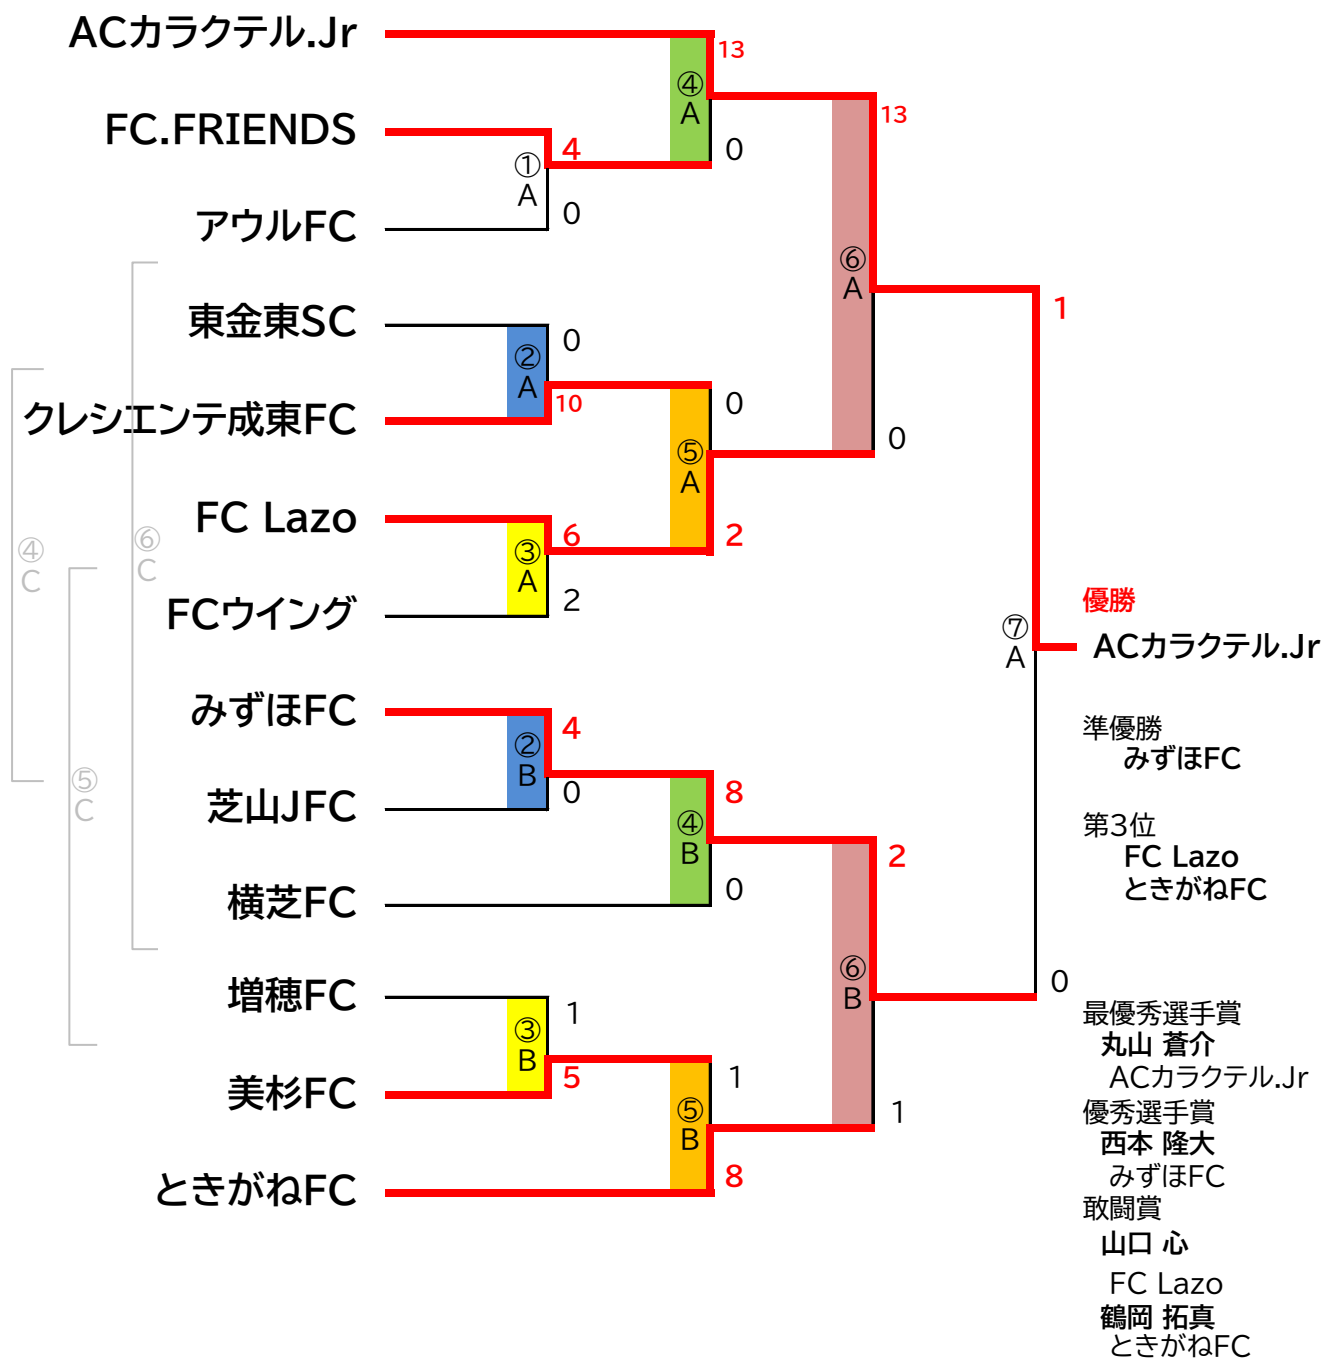 ACカラクテル.Jr
13
④
A
13
FC.FRIENDS
4
①
A
0
アウルFC
0
⑥
A
1
東金東SC
0
②
A
クレシエンテ成東FC
10
0
⑤
A
0
FC Lazo
6
2
③
A
FCウイング
2
④
C
⑥
C
⑤
C
優勝
⑦
A
ACカラクテル.Jr
みずほFC
4
②
B
準優勝
みずほFC
芝山JFC
0
8
④
B
第3位
FC Lazo
ときがねFC
2
横芝FC
0
⑥
B
0
増穂FC
1
③
B
美杉FC
5
1
⑤
B
1
ときがねFC
8
最優秀選手賞
丸山 蒼介
ACカラクテル.Jr
優秀選手賞
西本 隆大
みずほFC
敢闘賞
山口 心
FC Lazo
鶴岡 拓真
ときがねFC